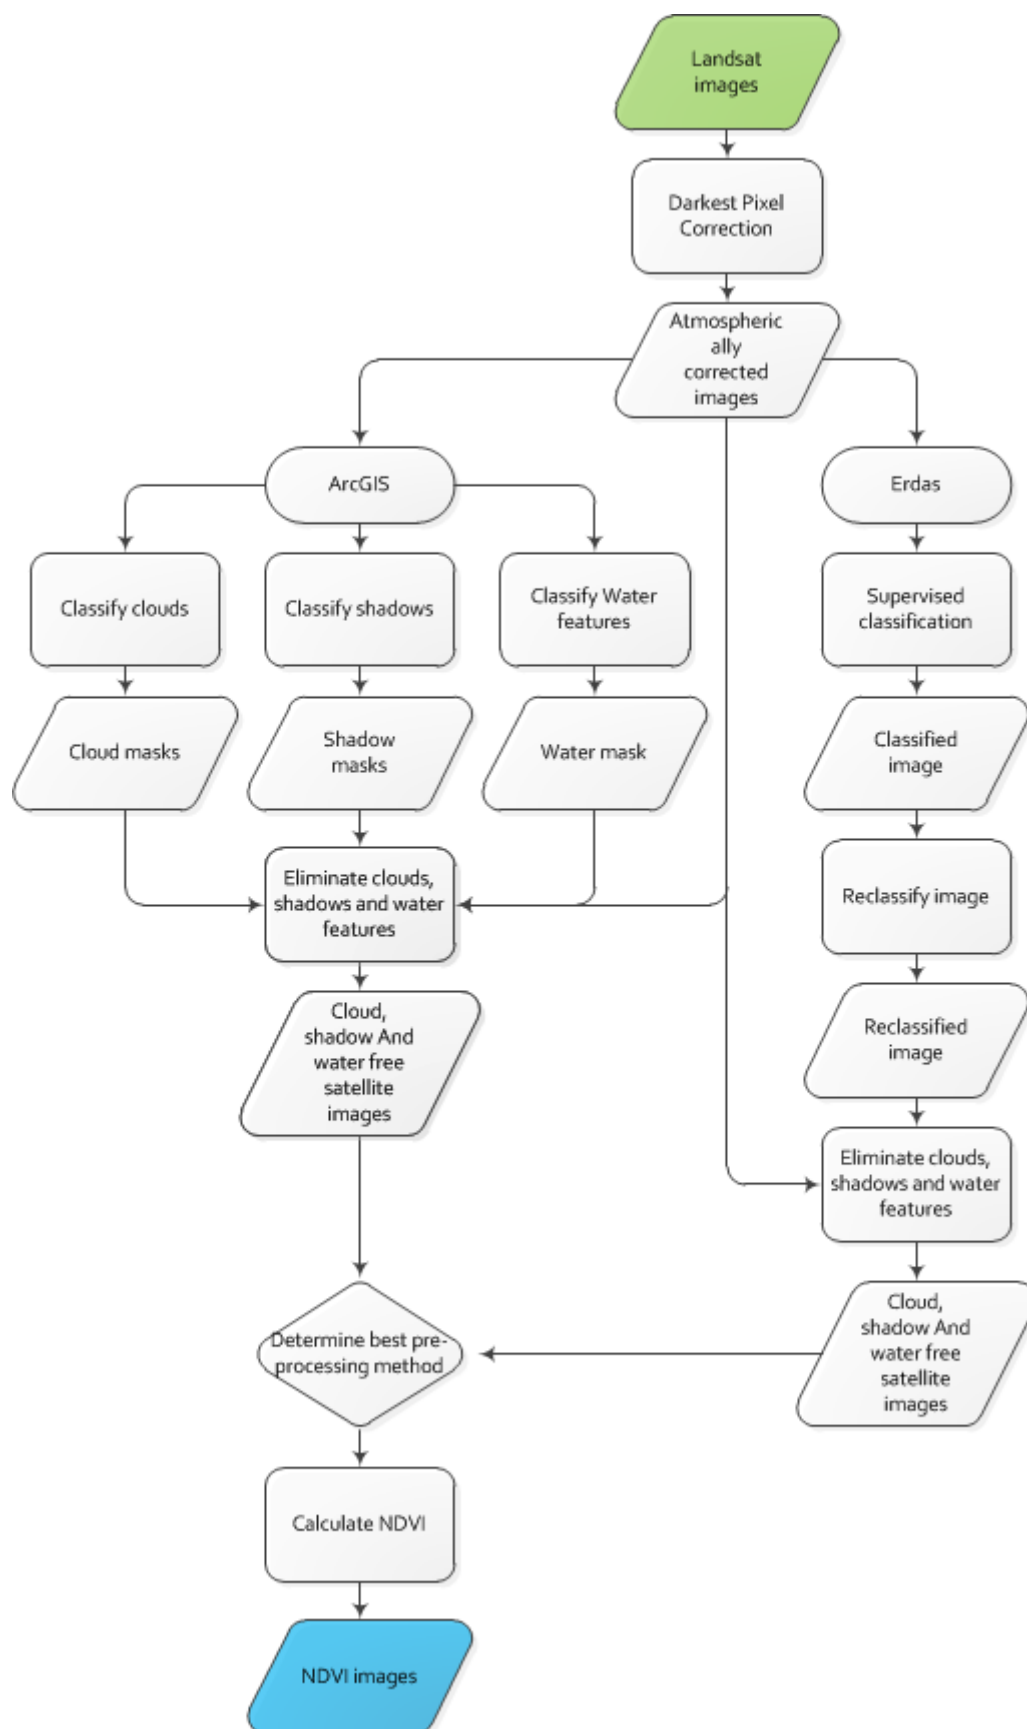 Landsat
images
Darkest Pixel
Correction
Atmospheric
ally
corrected
images
ArcGIS
Erdas
Classify clouds
Classify shadows
Classify Water
features
Supervised
classification
Cloud masks
Shadow
masks
Water mask
Classified
image
Eliminate clouds,
shadows and water
features
Reclassify image
Cloud,
shadow And
water free
satellite
images
Reclassified
image
Eliminate clouds,
shadows and water
features
Determine best pre-
processing method
Cloud,
shadow And
water free
satellite
images
Calculate NDVI
NDVI images